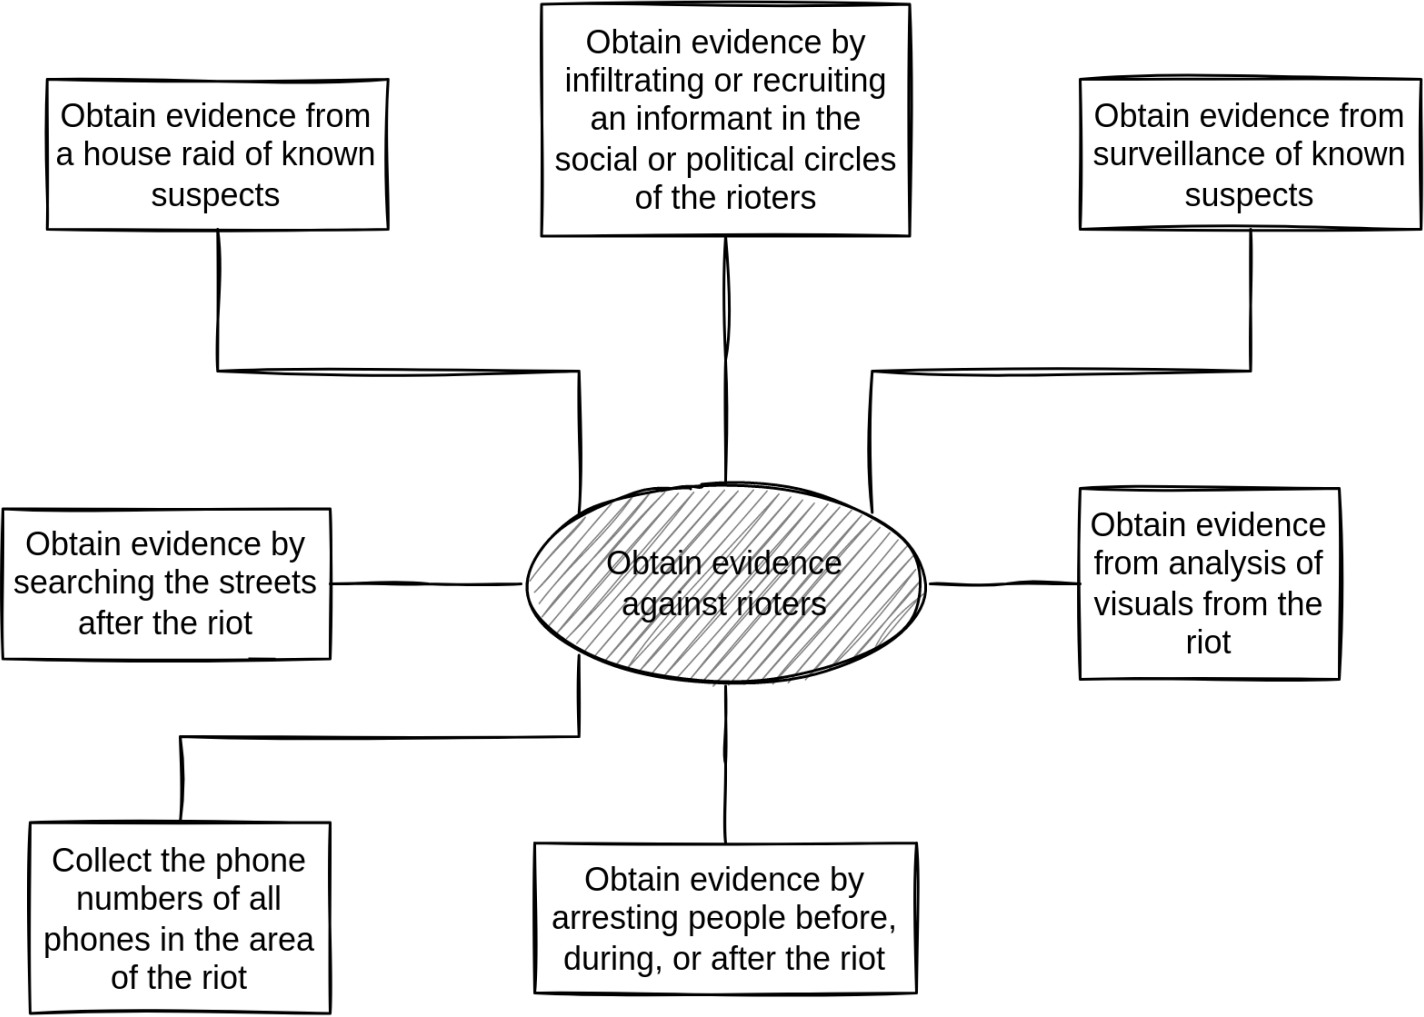 Obtain evidence from
a house raid of known
suspects
Obtain evidence by
infiltrating or recruiting
an informant in the
social or political circles
of the rioters
Obtain evidence from
surveillance of known
suspects
Obtain evidence by
searching the streets
after the riot
Obtain evidence
against rioters
Obtain evidence
from analysis of
visuals from the
riot
Collect the phone
numbers of all
phones in the area
of the riot
Obtain evidence by
arresting people before,
during, or after the riot